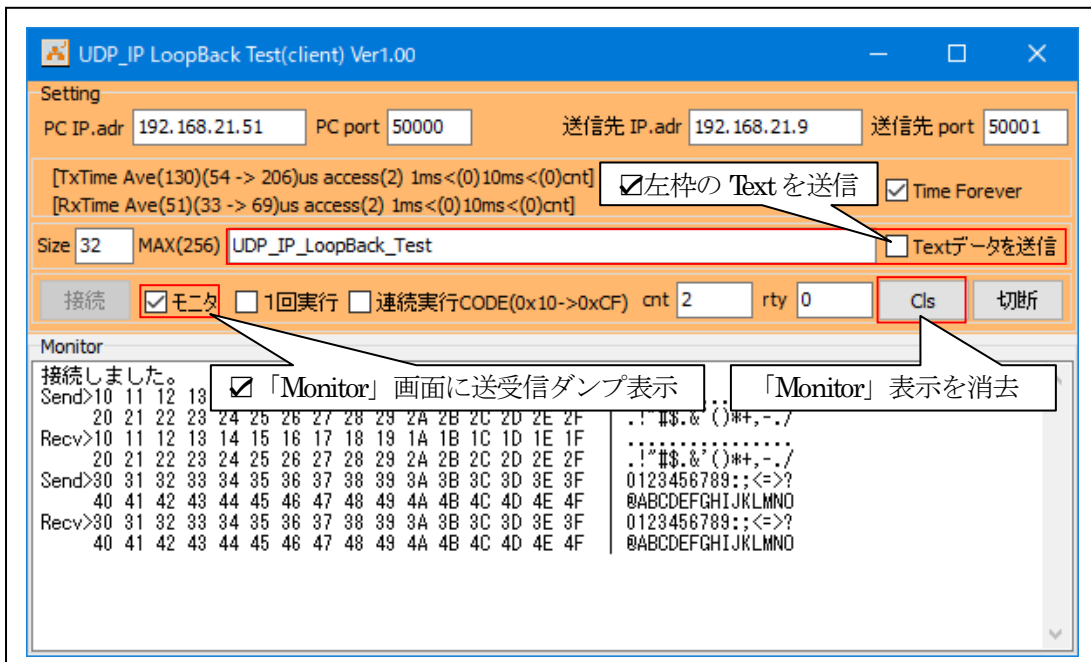 UDP_IP LoopBack Test(client) Ver1.00
Setting
PC IP.adr 192.168.21.51 PC port 50000 送信先 IP.adr 192.168.21.9 送信先 port 50001
[TxTime Ave(130)(54 -> 206)us access(2) 1ms<(0)10ms<(0)cnt]
[RxTime Ave(51)(33 -> 69)us access(2) 1ms<(0)10ms<(0)cnt]
☑左枠の Text を送信
Time Forever
Size 32 MAX(256) UDP_IP_LoopBack_Test Textデータを送信
接続 モニタ 1回実行 連続実行CODE(0x10->0xCF) cnt 2 rty 0 Cls 切断
Monitor
☑「Monitor」画面に送受信ダンプ表示
「Monitor」表示を消去
接続しました。
Send>10 11 12 13
20 21 22 23 24 25 26 27 28 29 2A 2B 2C 2D 2E 2F | .!"#$.&'()*+,-./
Recv>10 11 12 13 14 15 16 17 18 19 1A 1B 1C 1D 1E 1F | ................
20 21 22 23 24 25 26 27 28 29 2A 2B 2C 2D 2E 2F | .!"#$.&'()*+,-./
Send>30 31 32 33 34 35 36 37 38 39 3A 3B 3C 3D 3E 3F | 0123456789:;<=>?
40 41 42 43 44 45 46 47 48 49 4A 4B 4C 4D 4E 4F | @ABCDEFGHIJKLMNO
Recv>30 31 32 33 34 35 36 37 38 39 3A 3B 3C 3D 3E 3F | 0123456789:;<=>?
40 41 42 43 44 45 46 47 48 49 4A 4B 4C 4D 4E 4F | @ABCDEFGHIJKLMNO